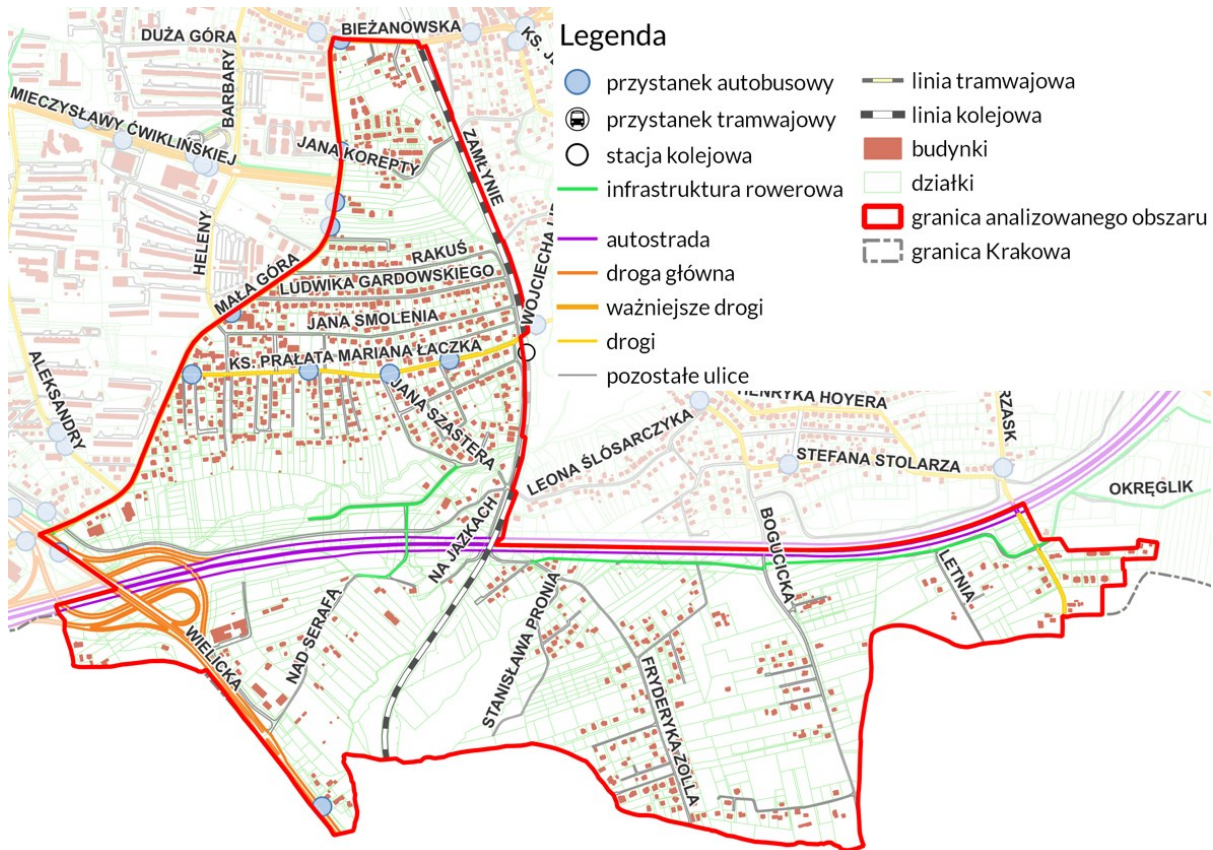 BIEŻANOWSKA
DUŻA GÓRA
BARBARY
MIECZYSŁAWY ĆWIKLIŃSKIEJ
JANA KOREPTY
ZAMŁYNIE
HELENY
RAKUŚ
LUDWIKA GARDOWSKIEGO
MAŁA GÓRA
WOJCIECHA
JANA SMOLENIA
KS. PRAŁATA MARIANA ŁACZKA
ALEKSANDRY
JANA SZASTERA
Legenda
przystanek autobusowy
przystanek tramwajowy
stacja kolejowa
infrastruktura rowerowa
autostrada
droga główna
ważniejsze drogi
drogi
pozostałe ulice
linia tramwajowa
linia kolejowa
budynki
działki
granica analizowanego obszaru
granica Krakowa
HENRYKA HOYERA
LEONA ŚLÓSARCZYKA
STEFANA STOLARZA
OKRĘGLIK
NA JAZKACH
BOGUCICKA
LETNIA
WIELICKA
NAD SERAFĄ
STANISŁAWA PRONIA
FRYDERYKA ZOLLA